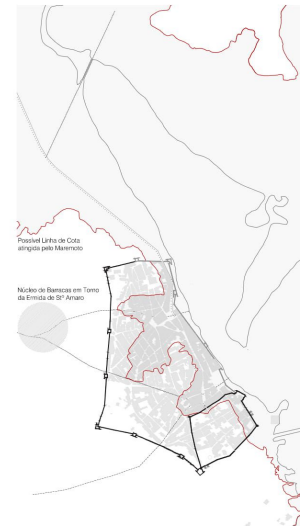 Possível Linha de Cota
atingida pelo Maremoto
Núcleo de Barracas em Torno
da Ermida de Stº Amaro